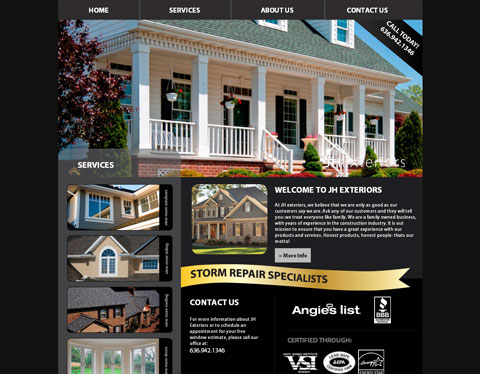 HOME
SERVICES
ABOUT US
CONTACT US
CALL TODAY!
636.942.1346
JH Exteriors
SERVICES
WELCOME TO JH EXTERIORS
At JH exteriors, we believe that we are only as good as our
customers say we are. Ask any of our customers and they will tell
you we treat everyone like family. We are a family owned business,
with years of experience in the construction industry. It is our
mission to ensure that you have a great experience with our
products and services. Honest products, honest people- thats our
motto!
> More Info
STORM REPAIR SPECIALISTS
CONTACT US
For more information about JH
Exteriors or to schedule an
appointment for your free
window estimate, please call our
office at:
636.942.1346
Angie's list
BBB
CERTIFIED THROUGH:
VSI
LEAD-SAFE
EPA
CERTIFIED FIRM
ENERGY STAR